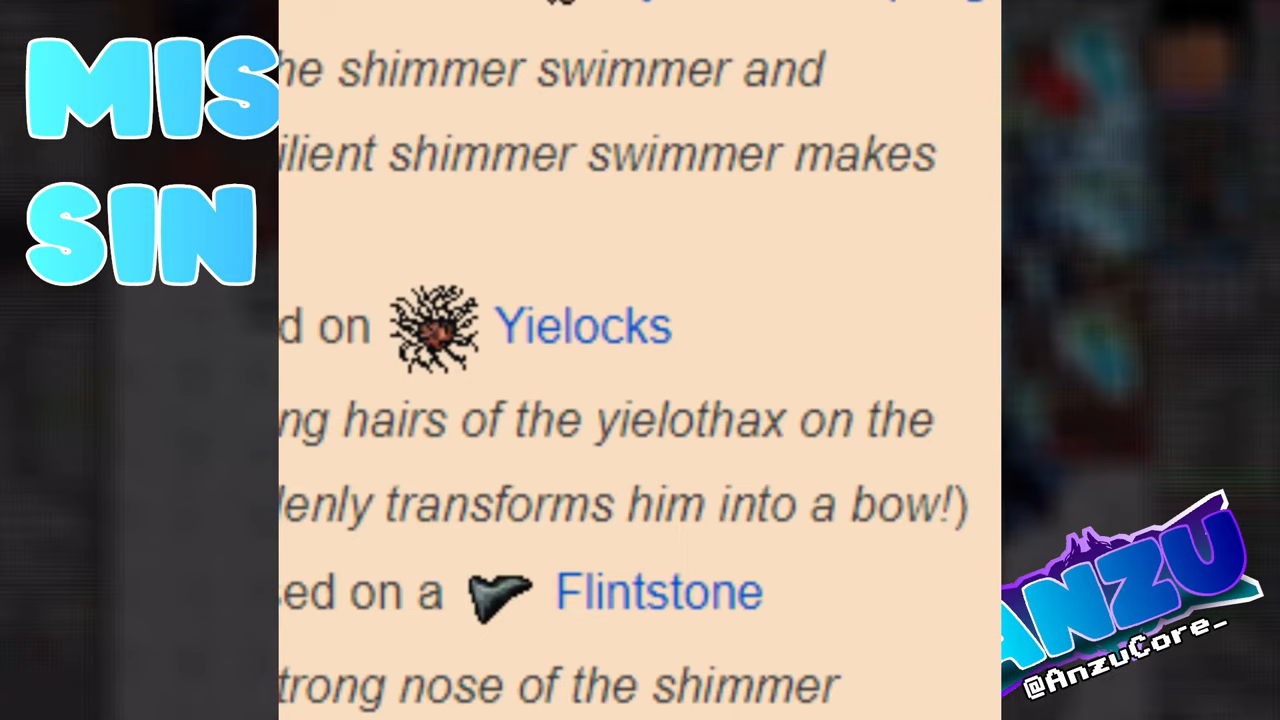 MIS
SIN
he shimmer swimmer and
ilient shimmer swimmer makes
d on Yielocks
ng hairs of the yielothax on the
lenly transforms him into a bow!)
ed on a Flintstone
trong nose of the shimmer
ANZU
@AnzuCore_